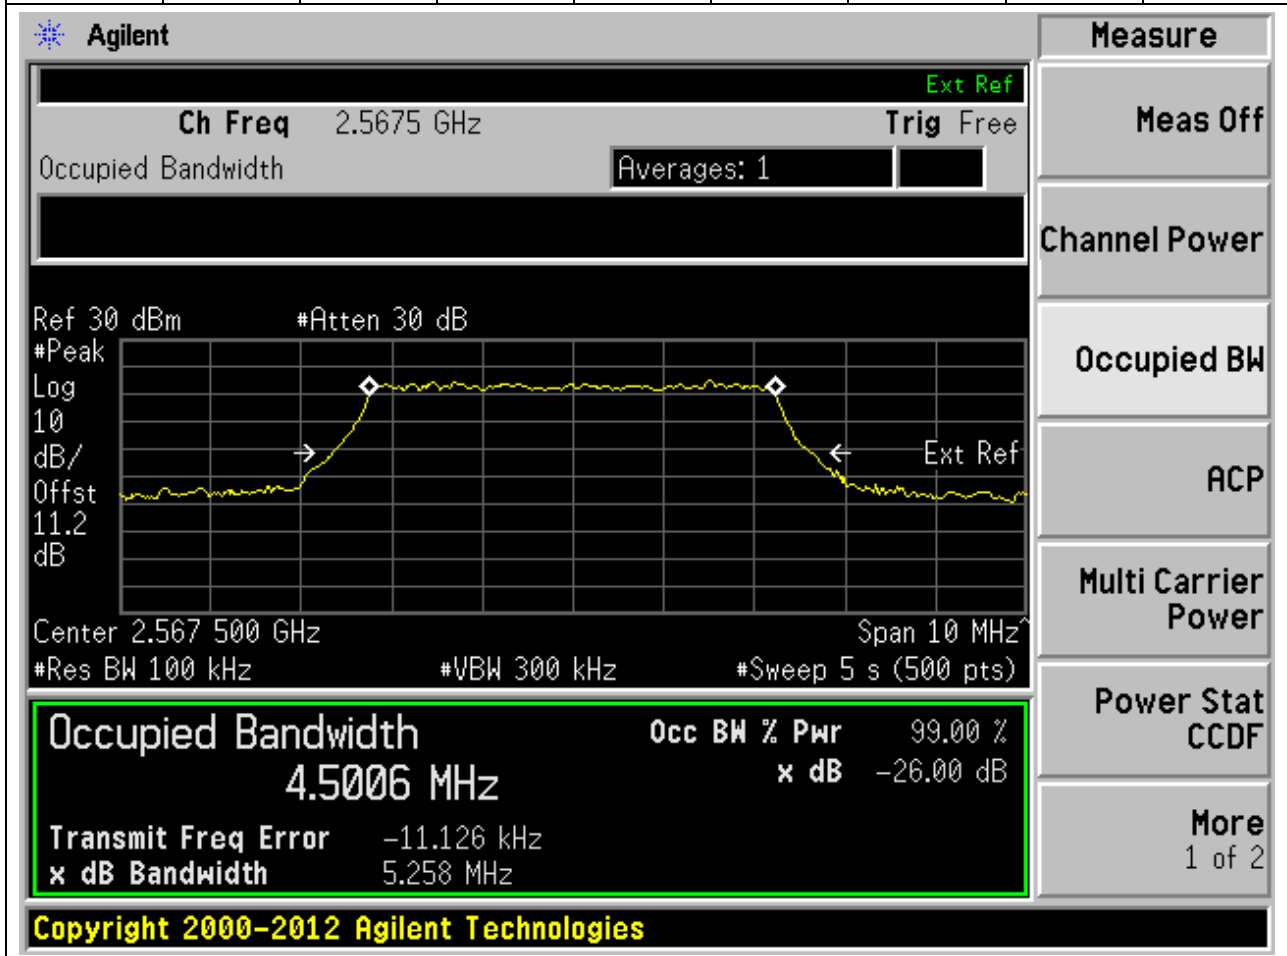 Agilent
Measure
Ext Ref
Ch Freq 2.5675 GHz Trig Free
Occupied Bandwidth Averages: 1
Ref 30 dBm #Atten 30 dB
#Peak
Log
10
dB/
Offst
11.2
dB
Ext Ref
Center 2.567 500 GHz Span 10 MHz^
#Res BW 100 kHz #VBW 300 kHz #Sweep 5 s (500 pts)
Occupied Bandwidth
4.5006 MHz
Occ BW % Pwr 99.00 %
x dB -26.00 dB
Transmit Freq Error -11.126 kHz
x dB Bandwidth 5.258 MHz
Copyright 2000-2012 Agilent Technologies
Meas Off
Channel Power
Occupied BW
ACP
Multi Carrier
Power
Power Stat
CCDF
More
1 of 2